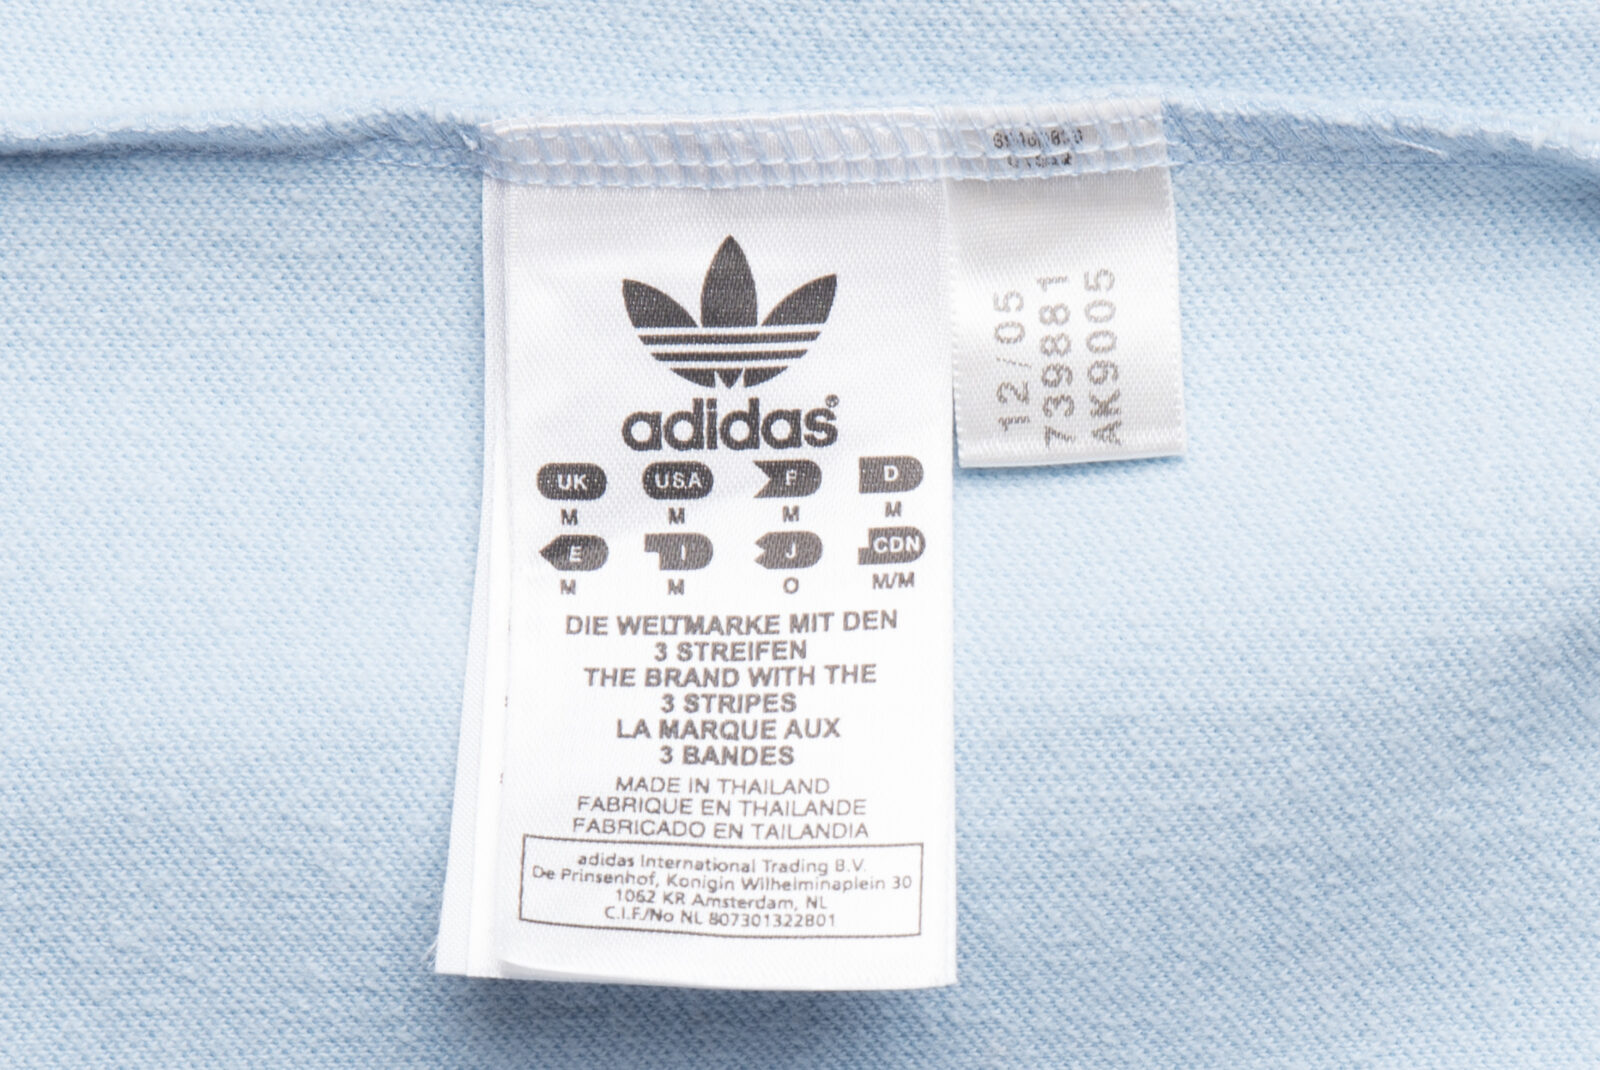 adidas®
UK USA F D
M M M M
E I J CDN
M M O M/M
DIE WELTMARKE MIT DEN
3 STREIFEN
THE BRAND WITH THE
3 STRIPES
LA MARQUE AUX
3 BANDES
MADE IN THAILAND
FABRIQUE EN THAILANDE
FABRICADO EN TAILANDIA
adidas International Trading B.V.
De Prinsenhof, Konigin Wilhelminaplein 30
1062 KR Amsterdam, NL
C.I.F./No NL 807301322B01
12/05
739881
AK9005